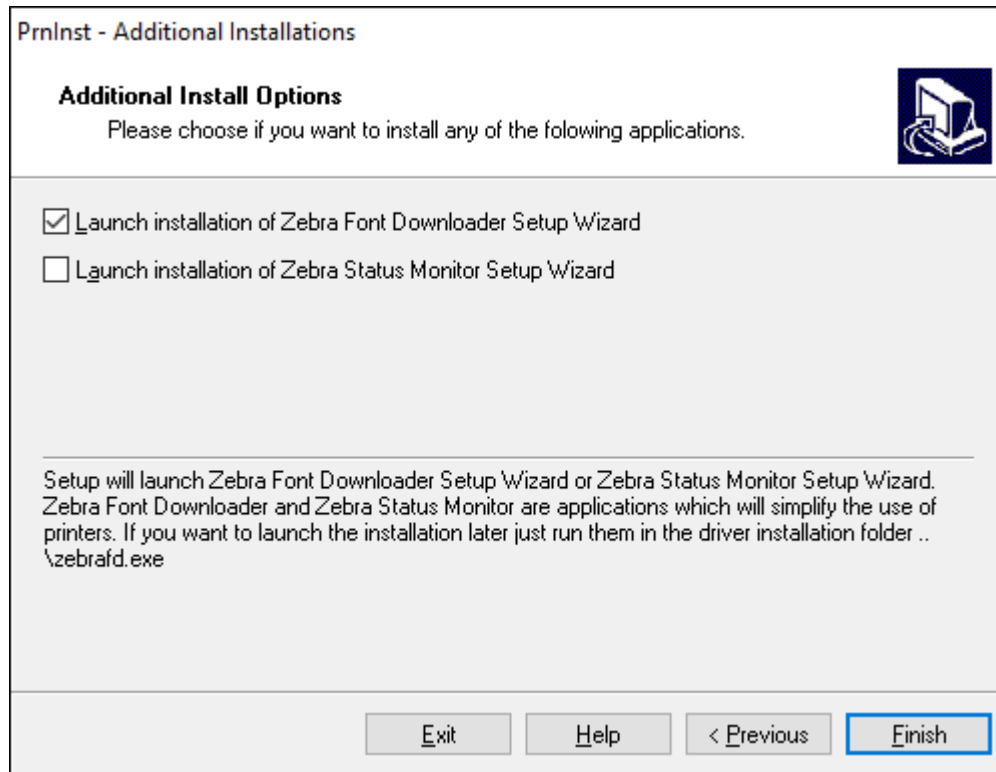 PrnInst - Additional Installations
Additional Install Options
Please choose if you want to install any of the folowing applications.
Launch installation of Zebra Font Downloader Setup Wizard
Launch installation of Zebra Status Monitor Setup Wizard
Setup will launch Zebra Font Downloader Setup Wizard or Zebra Status Monitor Setup Wizard.
Zebra Font Downloader and Zebra Status Monitor are applications which will simplify the use of
printers. If you want to launch the installation later just run them in the driver installation folder ..
\zebrafd.exe
Exit Help < Previous Finish